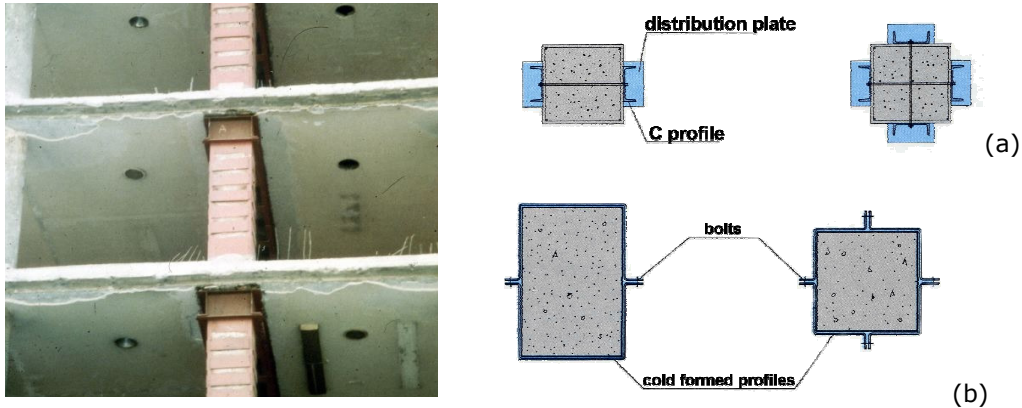 distribution plate
C profile
(a)
bolts
cold formed profiles
(b)